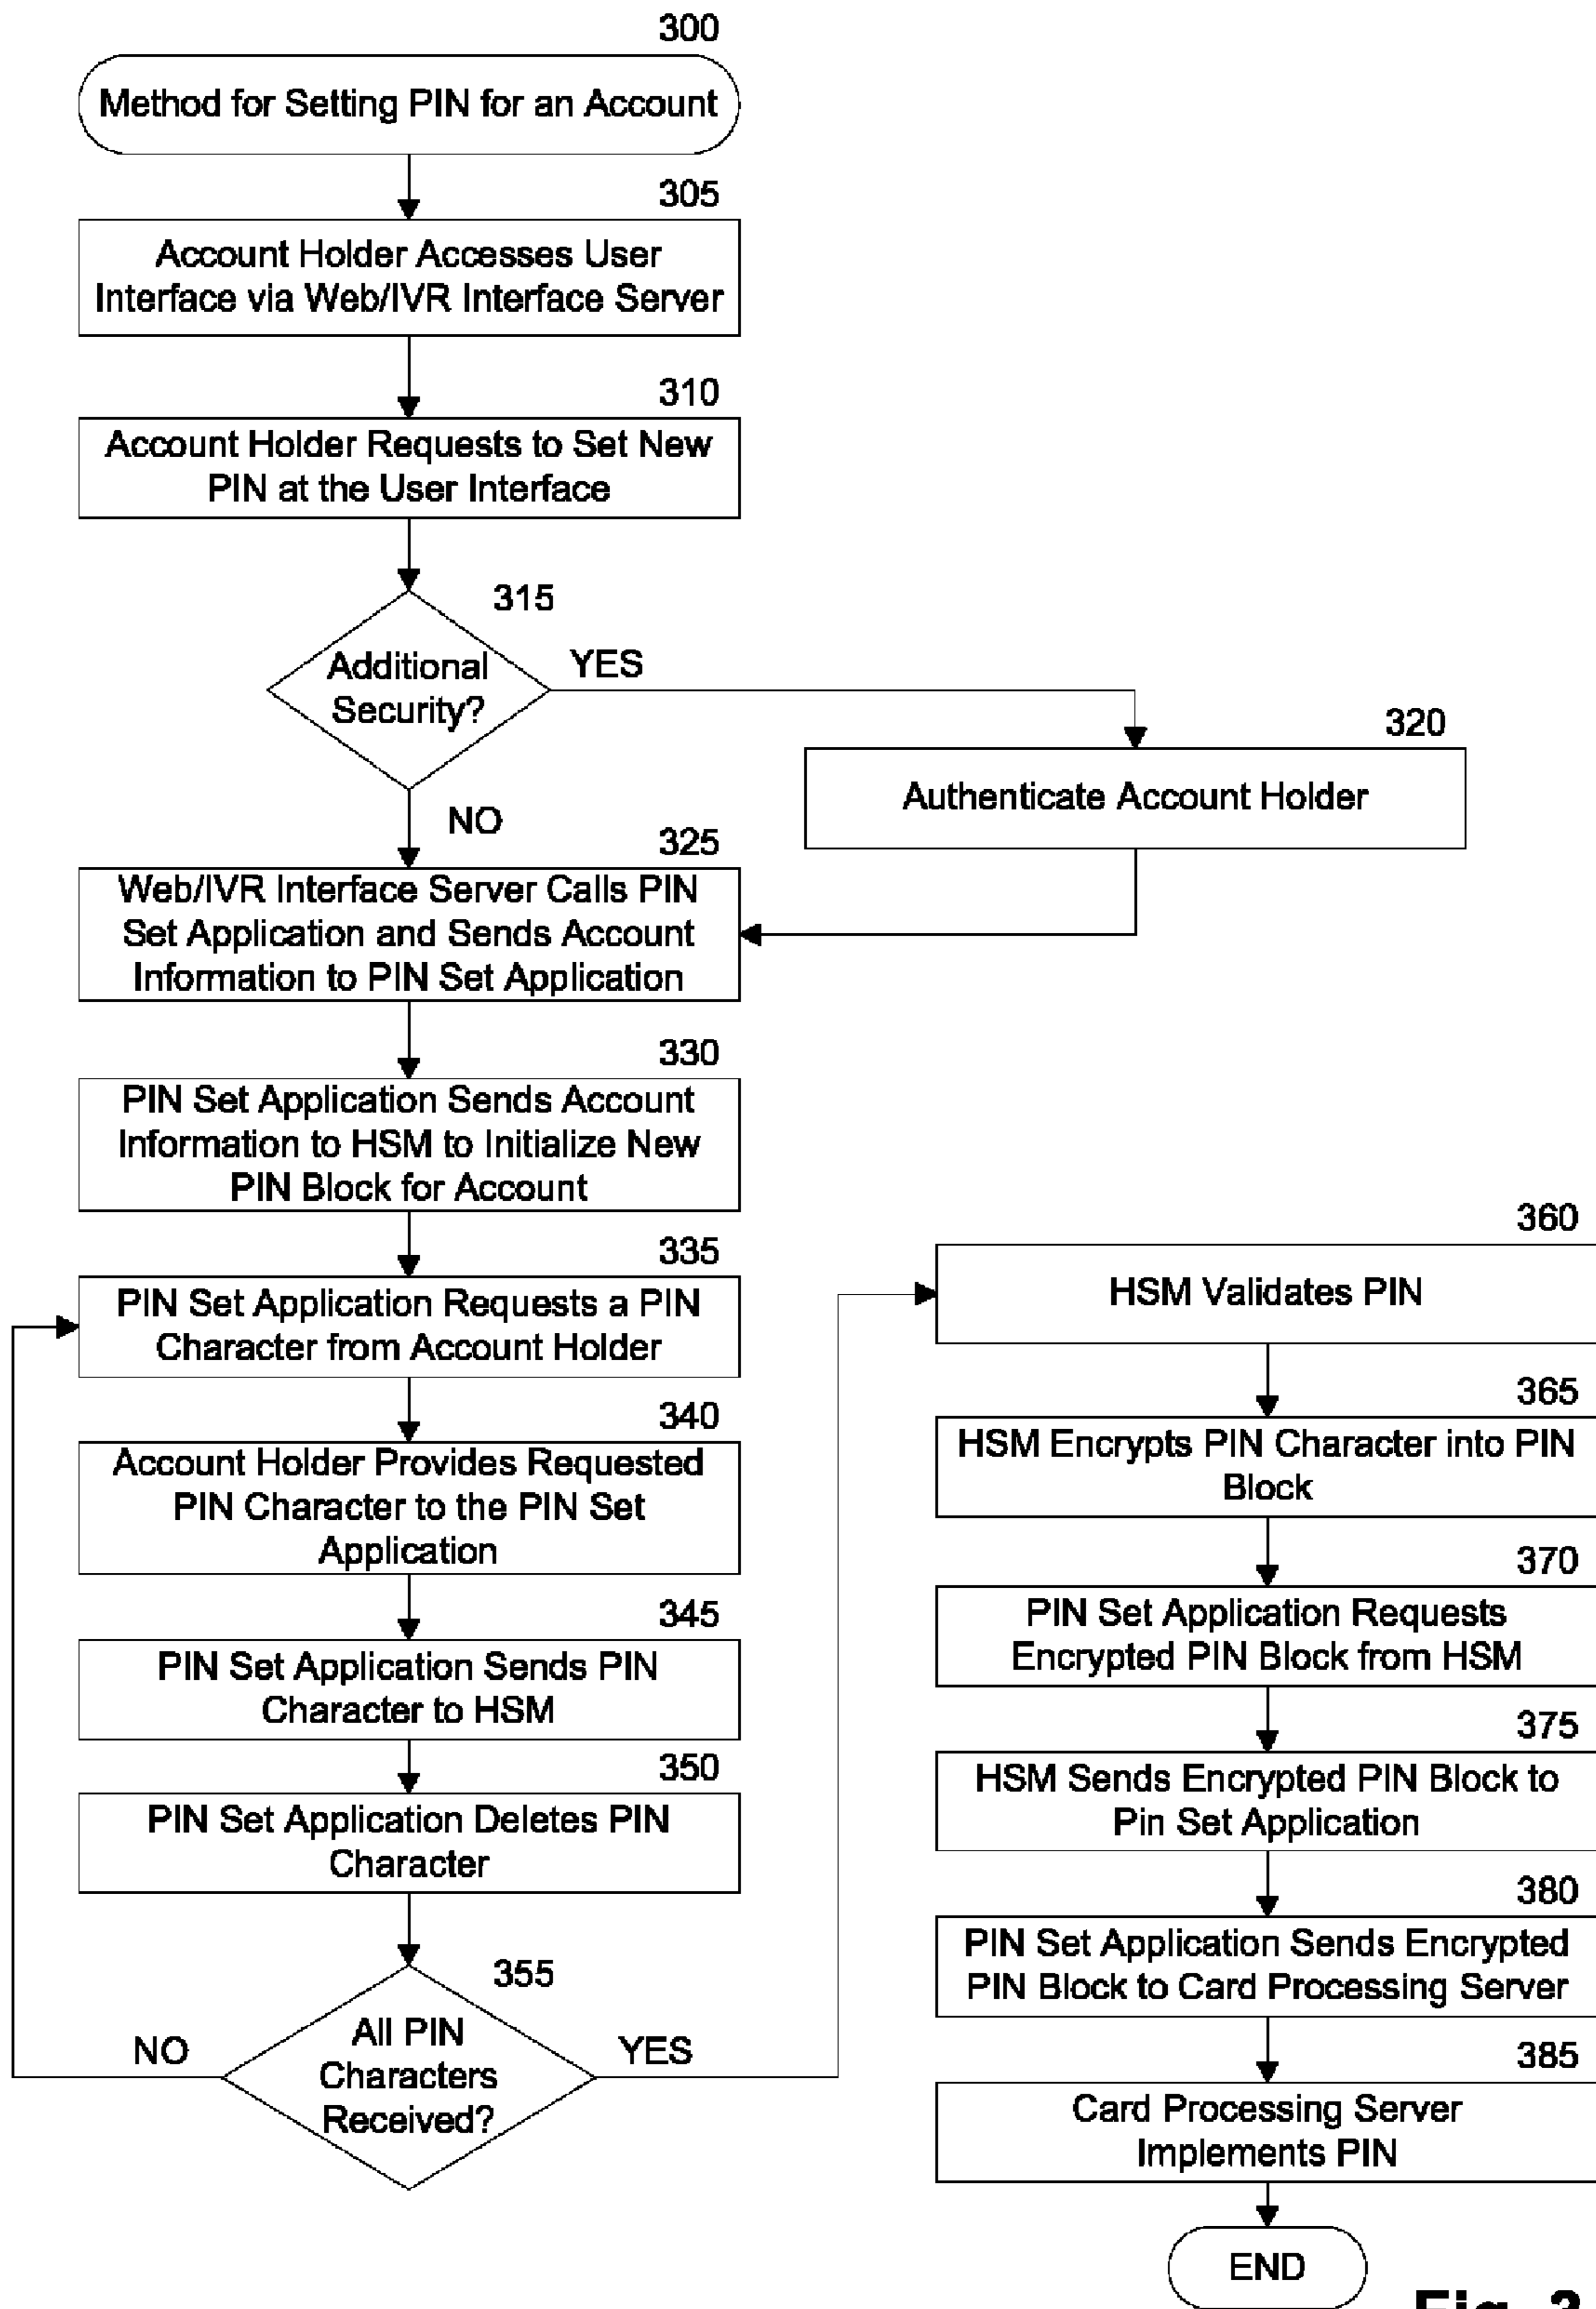 300
Method for Setting PIN for an Account
305
Account Holder Accesses User
Interface via Web/IVR Interface Server
310
Account Holder Requests to Set New
PIN at the User Interface
315
Additional
Security?
YES
NO
320
Authenticate Account Holder
325
Web/IVR Interface Server Calls PIN
Set Application and Sends Account
Information to PIN Set Application
330
PIN Set Application Sends Account
Information to HSM to Initialize New
PIN Block for Account
335
PIN Set Application Requests a PIN
Character from Account Holder
340
Account Holder Provides Requested
PIN Character to the PIN Set
Application
345
PIN Set Application Sends PIN
Character to HSM
350
PIN Set Application Deletes PIN
Character
355
All PIN
Characters
Received?
NO
YES
360
HSM Validates PIN
365
HSM Encrypts PIN Character into PIN
Block
370
PIN Set Application Requests
Encrypted PIN Block from HSM
375
HSM Sends Encrypted PIN Block to
Pin Set Application
380
PIN Set Application Sends Encrypted
PIN Block to Card Processing Server
385
Card Processing Server
Implements PIN
END
Fig. 3